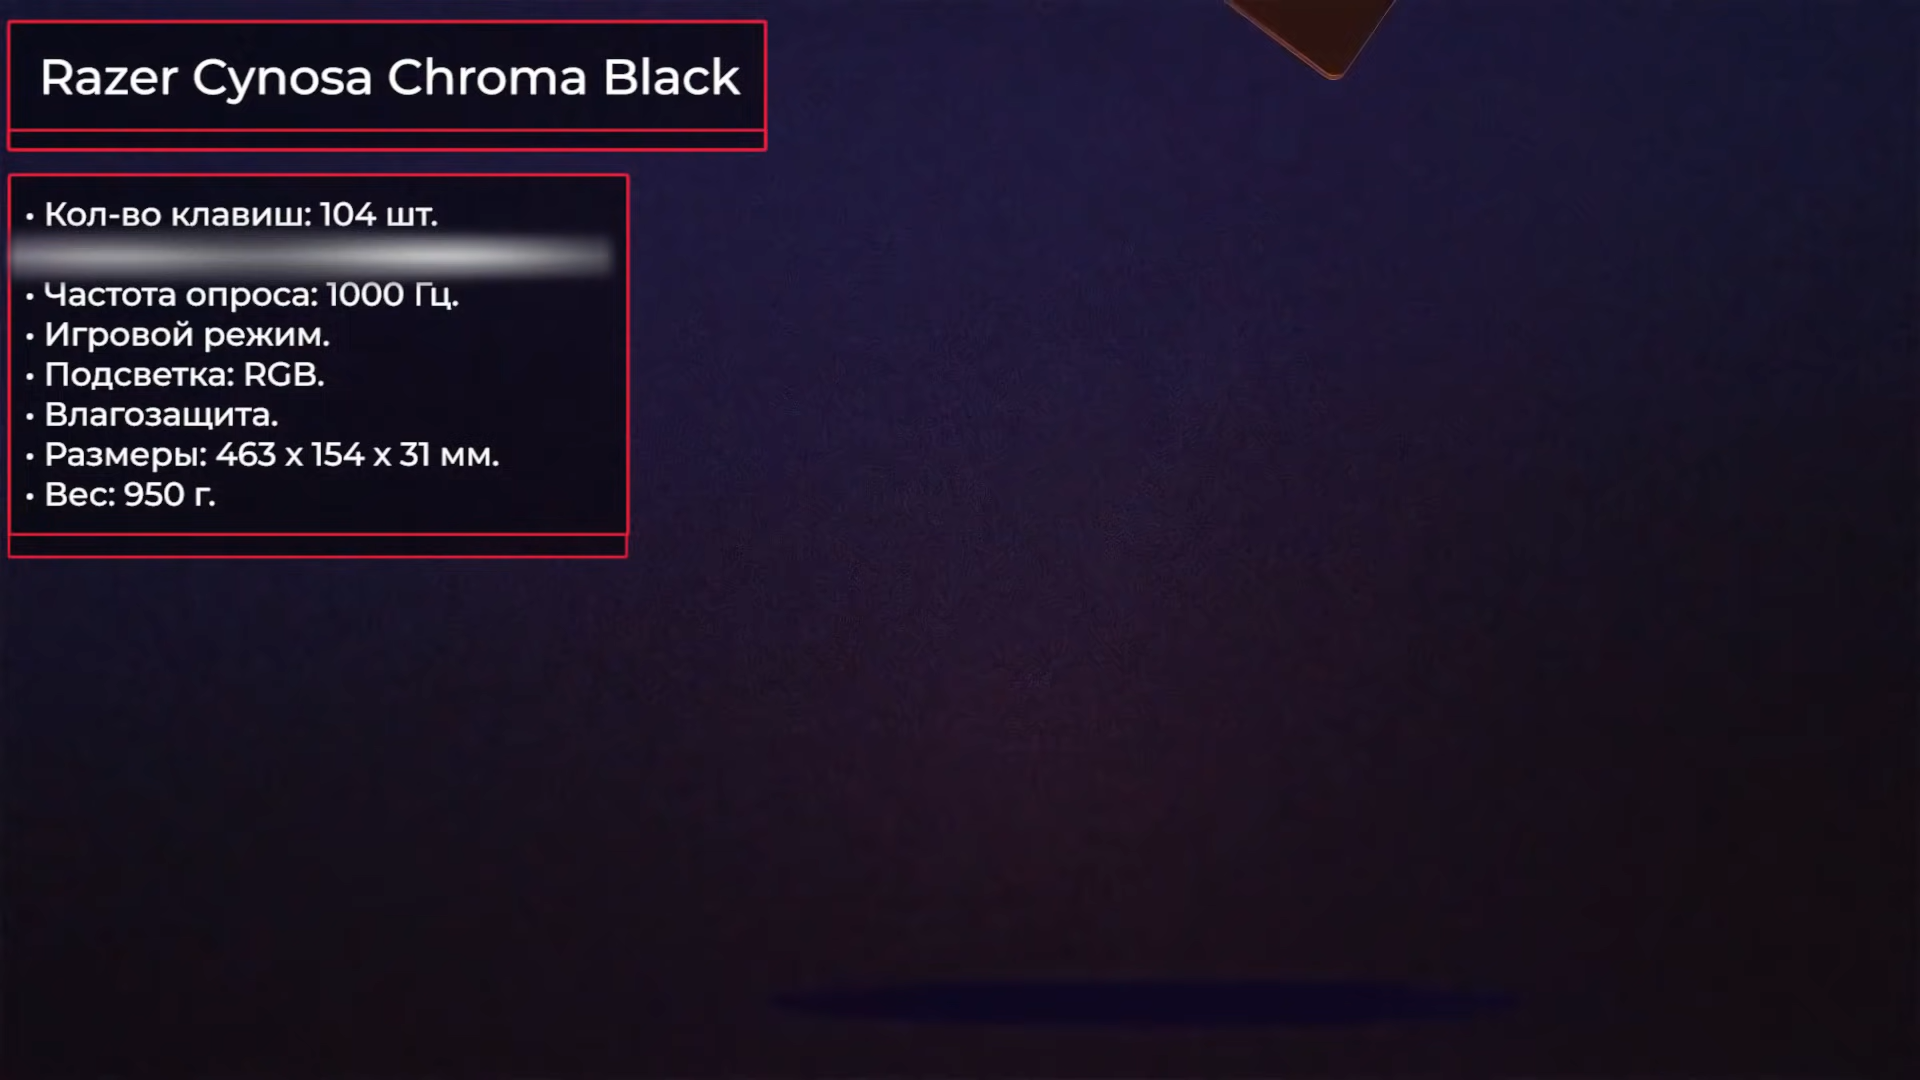 Razer Cynosa Chroma Black
• Кол-во клавиш: 104 шт.
• Частота опроса: 1000 Гц.
• Игровой режим.
• Подсветка: RGB.
• Влагозащита.
• Размеры: 463 x 154 x 31 мм.
• Вес: 950 г.